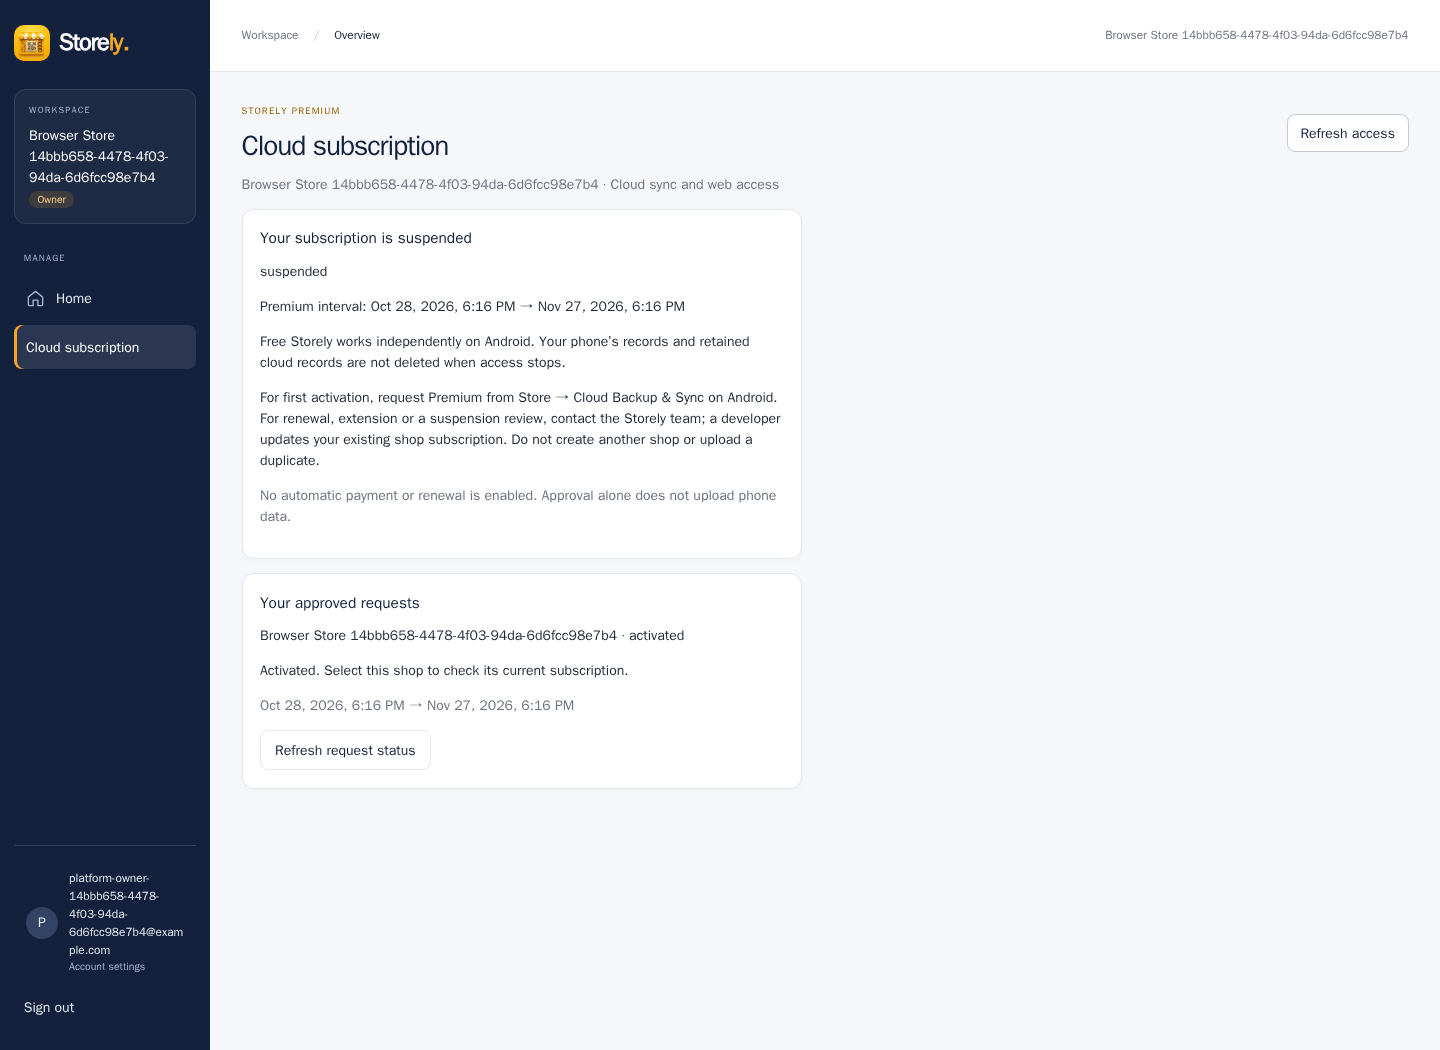 Storely.
WORKSPACE
Browser Store
14bbb658-4478-4f03-
94da-6d6fcc98e7b4
Owner
MANAGE
Home
Cloud subscription
platform-owner-
14bbb658-4478-
4f03-94da-
6d6fcc98e7b4@exam
ple.com
P
Account settings
Sign out
Workspace / Overview
Browser Store 14bbb658-4478-4f03-94da-6d6fcc98e7b4
STORELY PREMIUM
Cloud subscription
Refresh access
Browser Store 14bbb658-4478-4f03-94da-6d6fcc98e7b4 · Cloud sync and web access
Your subscription is suspended
suspended
Premium interval: Oct 28, 2026, 6:16 PM → Nov 27, 2026, 6:16 PM
Free Storely works independently on Android. Your phone’s records and retained
cloud records are not deleted when access stops.
For first activation, request Premium from Store → Cloud Backup & Sync on Android.
For renewal, extension or a suspension review, contact the Storely team; a developer
updates your existing shop subscription. Do not create another shop or upload a
duplicate.
No automatic payment or renewal is enabled. Approval alone does not upload phone
data.
Your approved requests
Browser Store 14bbb658-4478-4f03-94da-6d6fcc98e7b4 · activated
Activated. Select this shop to check its current subscription.
Oct 28, 2026, 6:16 PM → Nov 27, 2026, 6:16 PM
Refresh request status